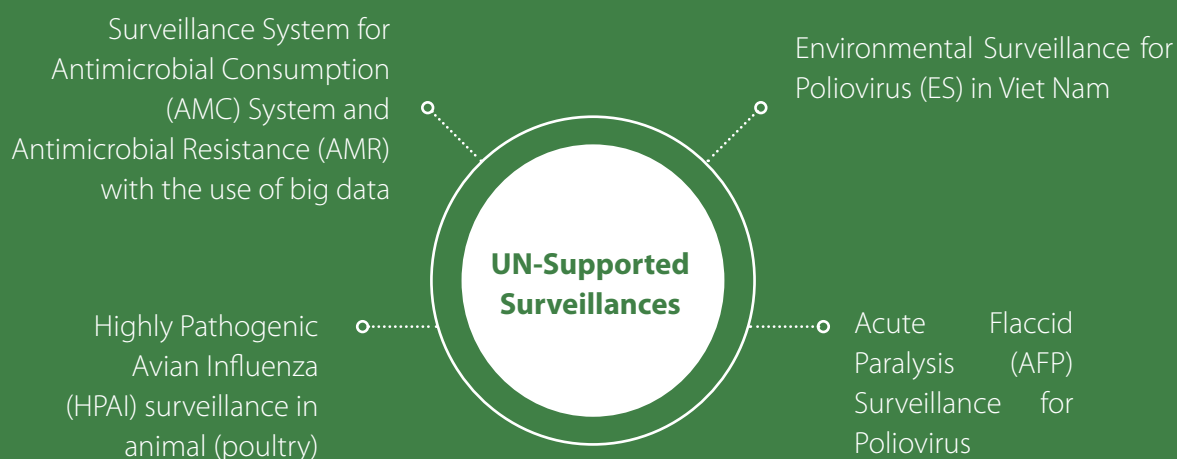 Surveillance System for
Antimicrobial Consumption
(AMC) System and
Antimicrobial Resistance (AMR)
with the use of big data
Environmental Surveillance for
Poliovirus (ES) in Viet Nam
UN-Supported
Surveillances
Highly Pathogenic
Avian Influenza
(HPAI) surveillance in
animal (poultry)
Acute Flaccid
Paralysis (AFP)
Surveillance for
Poliovirus